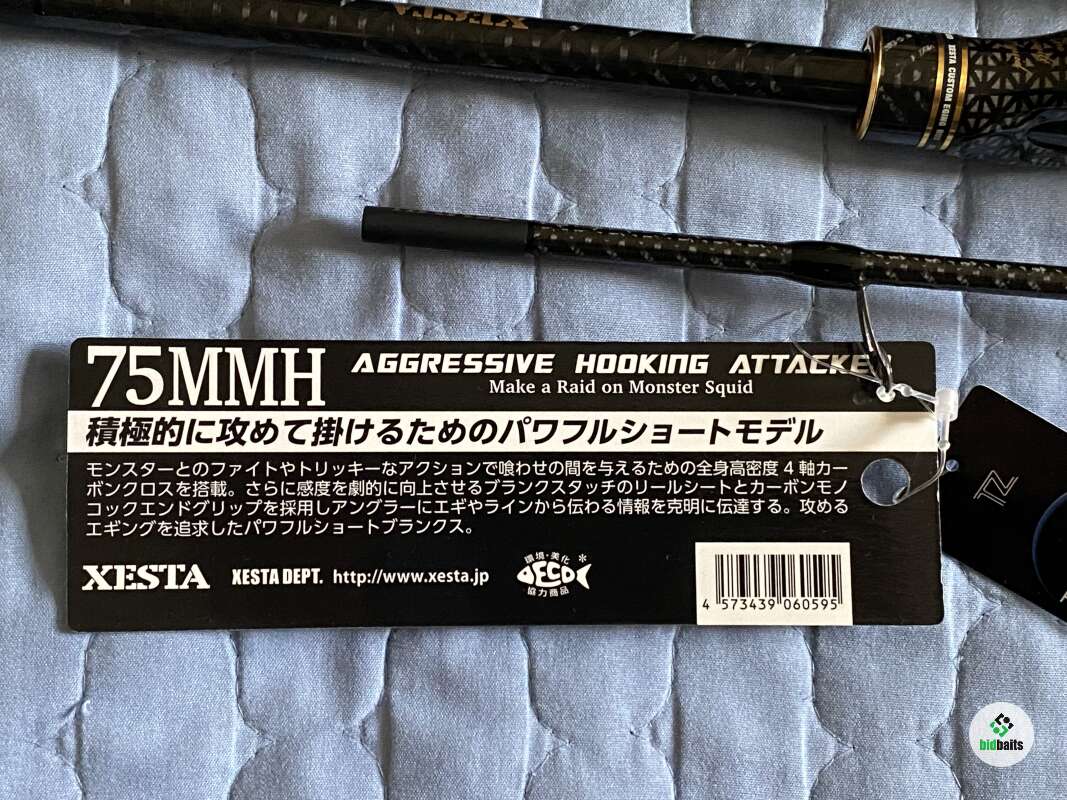 XESTA
XESTA CUSTOM EGING
75MMH
AGGRESSIVE HOOKING ATTACKER
Make a Raid on Monster Squid
積極的に攻めて掛けるためのパワフルショートモデル
モンスターとのファイトやトリッキーなアクションで喰わせの間を与えるための全身高密度4軸カー
ボンクロスを搭載。さらに感度を劇的に向上させるブランクスタッチのリールシートとカーボンモノ
コックエンドグリップを採用しアングラーにエギやラインから伝わる情報を克明に伝達する。攻める
エギングを追求したパワフルショートブランクス。
XESTA XESTA DEPT. http://www.xesta.jp
環境・美化
DECO
協力商品
4 573439 060595
bidbaits